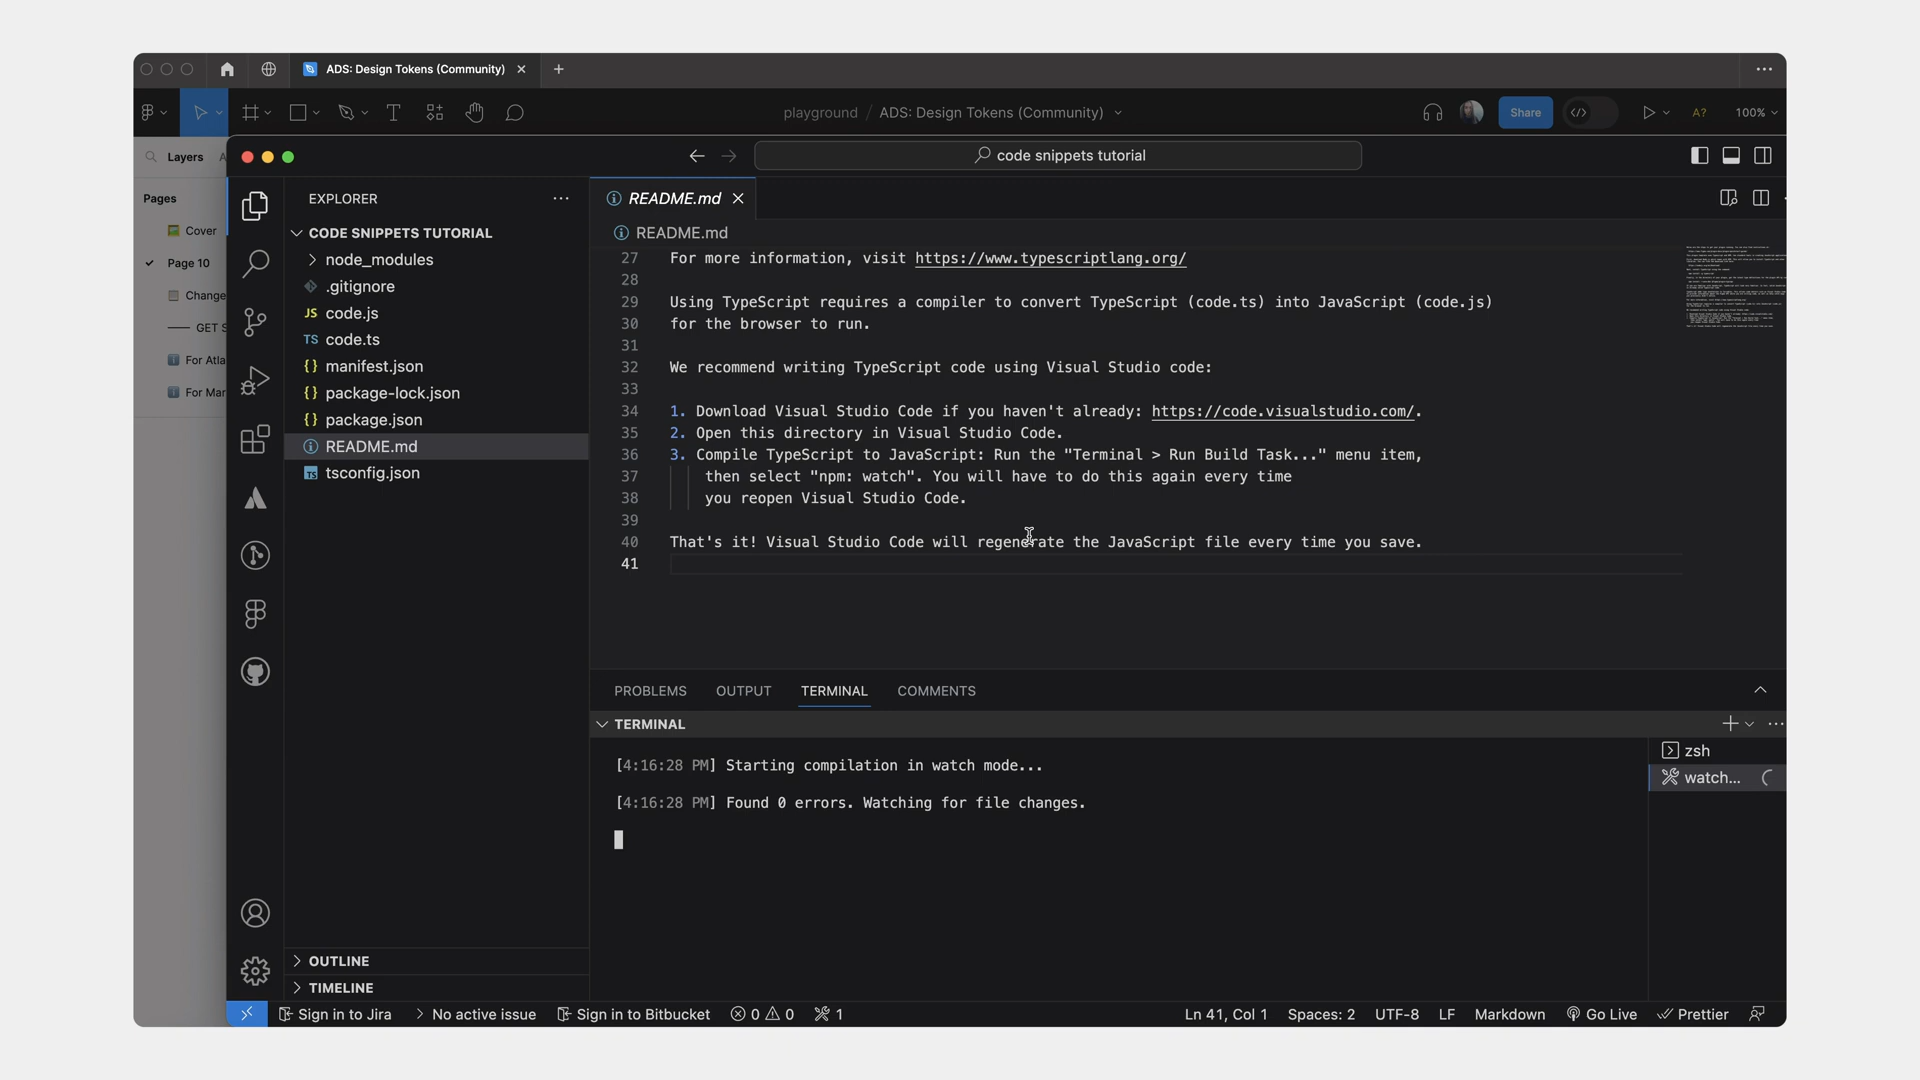 ADS: Design Tokens (Community)
playground / ADS: Design Tokens (Community)
Share
A?
100%
Layers
A
Pages
Cover
Page 10
Change
GET S
For Atla
For Mar
code snippets tutorial
EXPLORER
CODE SNIPPETS TUTORIAL
node_modules
.gitignore
JS code.js
TS code.ts
{} manifest.json
{} package-lock.json
{} package.json
README.md
TS tsconfig.json
OUTLINE
TIMELINE
README.md
README.md
27 For more information, visit https://www.typescriptlang.org/
28
29 Using TypeScript requires a compiler to convert TypeScript (code.ts) into JavaScript (code.js)
30 for the browser to run.
31
32 We recommend writing TypeScript code using Visual Studio code:
33
34 1. Download Visual Studio Code if you haven't already: https://code.visualstudio.com/.
35 2. Open this directory in Visual Studio Code.
36 3. Compile TypeScript to JavaScript: Run the "Terminal > Run Build Task..." menu item,
37 then select "npm: watch". You will have to do this again every time
38 you reopen Visual Studio Code.
39
40 That's it! Visual Studio Code will regenerate the JavaScript file every time you save.
41
PROBLEMS
OUTPUT
TERMINAL
COMMENTS
TERMINAL
[4:16:28 PM] Starting compilation in watch mode...
[4:16:28 PM] Found 0 errors. Watching for file changes.
zsh
watch...
Sign in to Jira
No active issue
Sign in to Bitbucket
0
0
1
Ln 41, Col 1
Spaces: 2
UTF-8
LF
Markdown
Go Live
Prettier